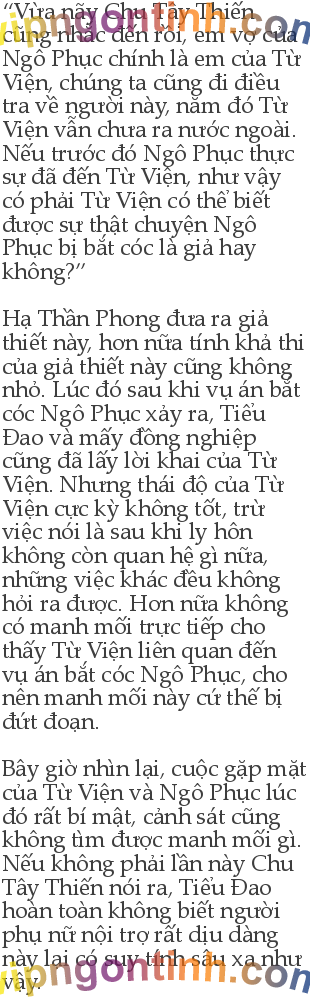 “Vừa nãy Chu Tây Thiến
cũng nhắc đến rồi, em vợ của
Ngô Phục chính là em của Từ
Viện, chúng ta cũng đi điều
tra về người này, năm đó Từ
Viện vẫn chưa ra nước ngoài.
Nếu trước đó Ngô Phục thực
sự đã đến Từ Viện, như vậy
có phải Từ Viện có thể biết
được sự thật chuyện Ngô
Phục bị bắt cóc là giả hay
không?”

Hạ Thần Phong đưa ra giả
thiết này, hơn nữa tính khả thi
của giả thiết này cũng không
nhỏ. Lúc đó sau khi vụ án bắt
cóc Ngô Phục xảy ra, Tiểu
Đao và mấy đồng nghiệp
cũng đã lấy lời khai của Từ
Viện. Nhưng thái độ của Từ
Viện cực kỳ không tốt, trừ
việc nói là sau khi ly hôn
không còn quan hệ gì nữa,
những việc khác đều không
hỏi ra được. Hơn nữa không
có manh mối trực tiếp cho
thấy Từ Viện liên quan đến
vụ án bắt cóc Ngô Phục, cho
nên manh mối này cứ thế bị
đứt đoạn.

Bây giờ nhìn lại, cuộc gặp mặt
của Từ Viện và Ngô Phục lúc
đó rất bí mật, cảnh sát cũng
không tìm được manh mối gì.
Nếu không phải lần này Chu
Tây Thiến nói ra, Tiểu Đao
hoàn toàn không biết người
phụ nữ nội trợ rất dịu dàng
này lại có suy tính sâu xa như
vậy.
vipngontinh.com
vipngontinh.com